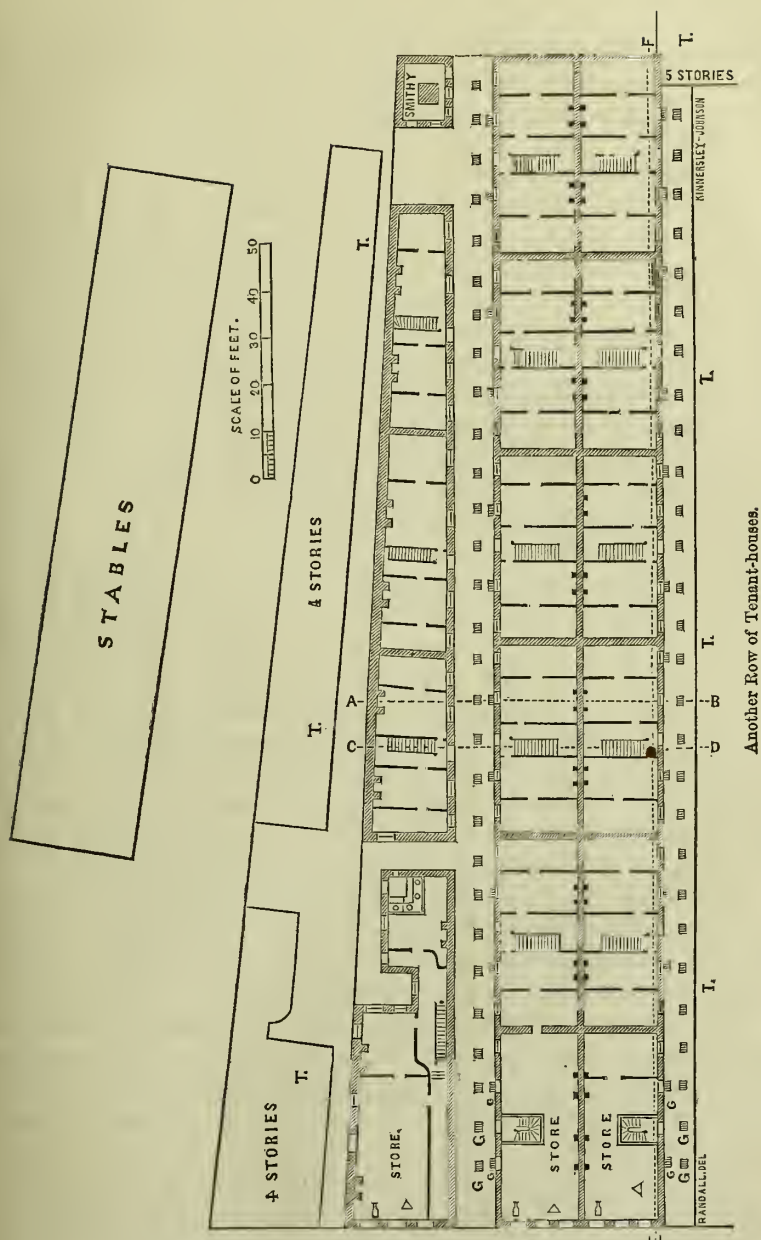 STABLES
SCALE OF FEET.
0 10 20 30 40 50
4 STORIES
T.
T.
4 STORIES
T.
SMITHY
A
B
C
D
STORE.
STORE
STORE
G
G
G
G
G
G
G
G
T.
T.
T.
T.
F
E
5 STORIES
RANDALL.DEL
KINNERSLEY-JOHNSON
Another Row of Tenant-houses.